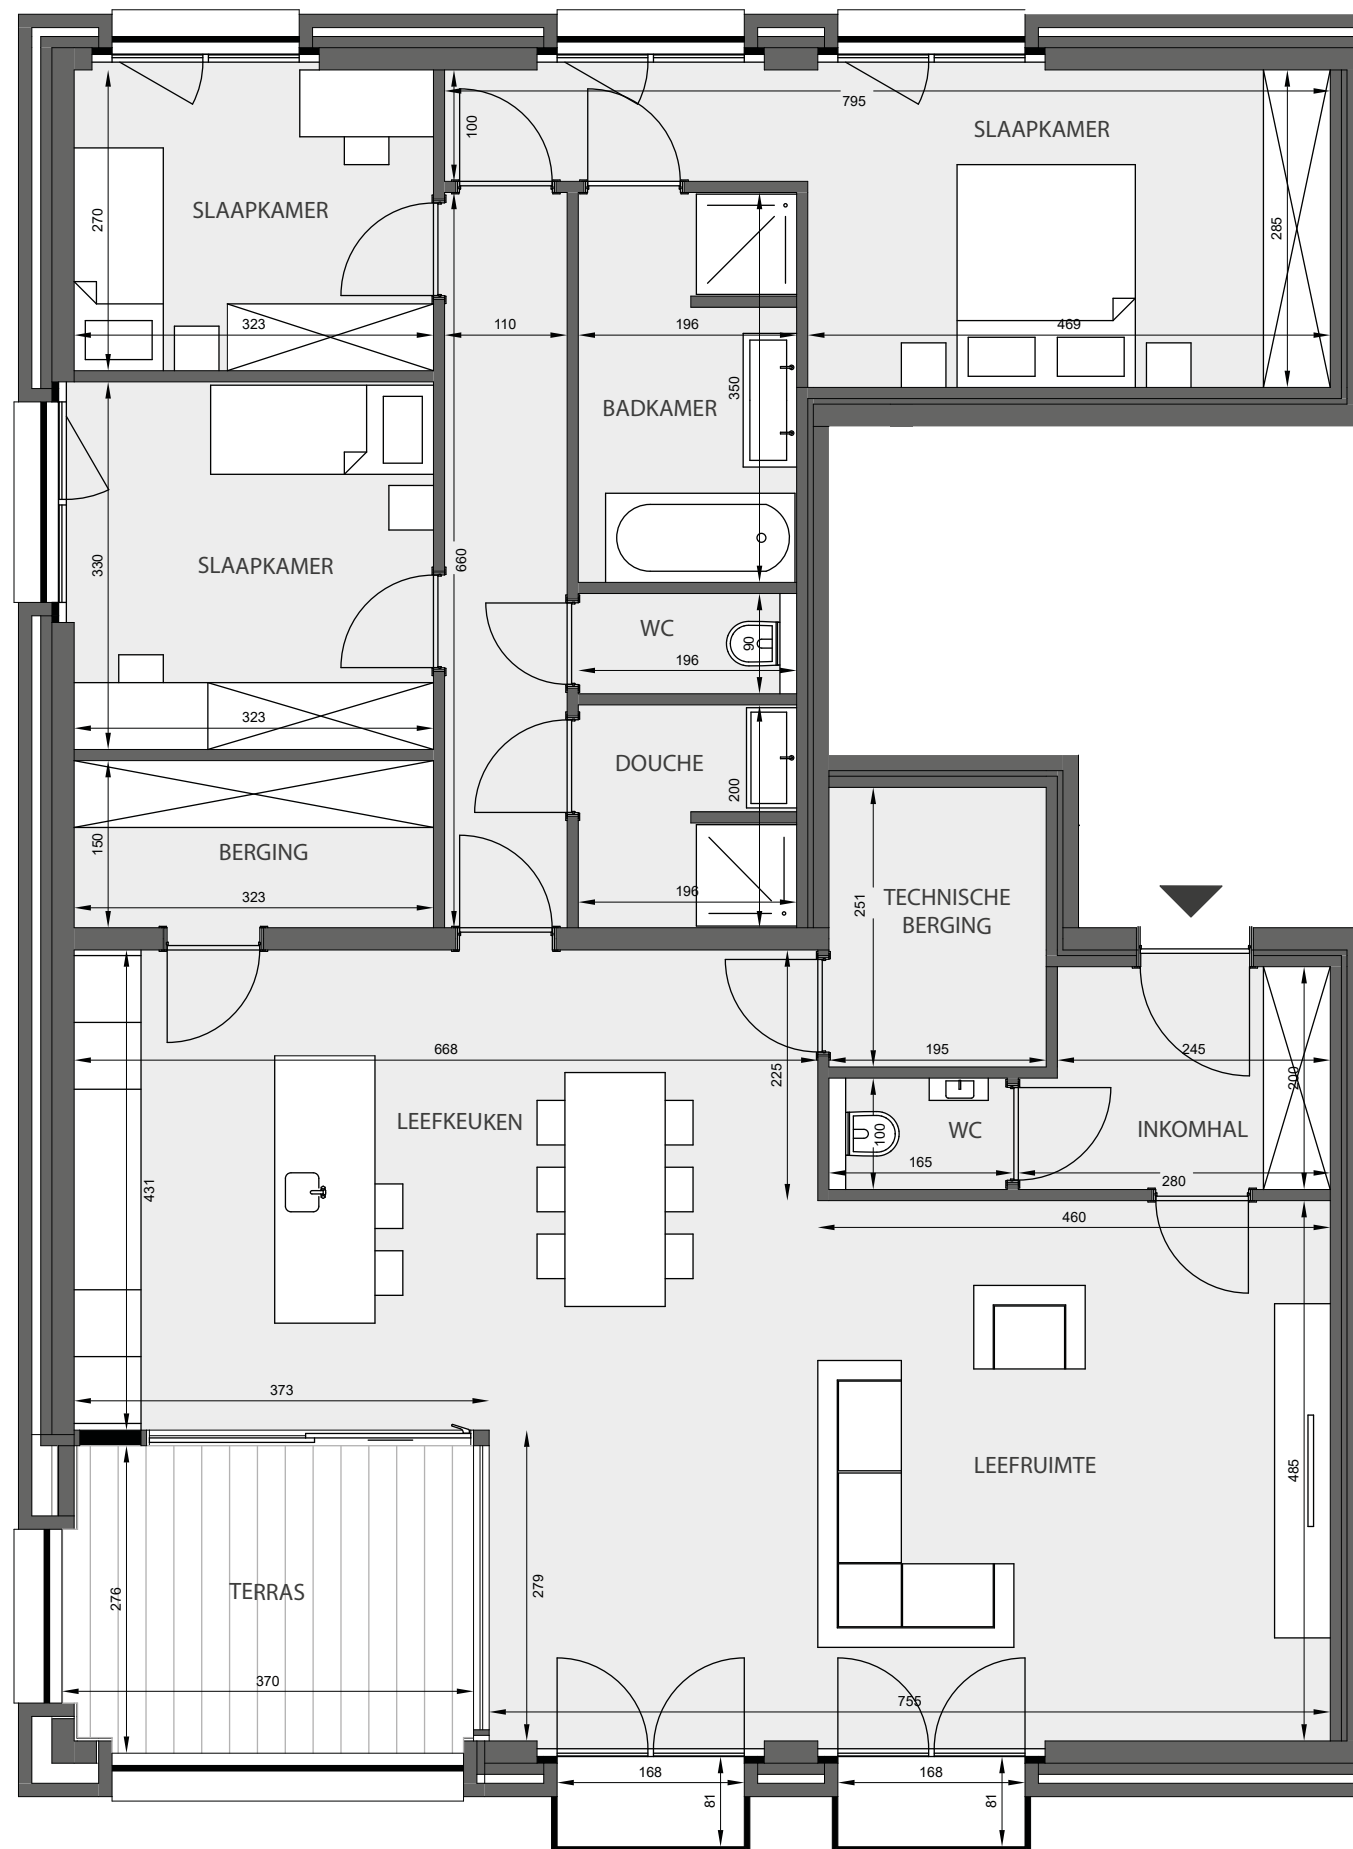 795
100
SLAAPKAMER
SLAAPKAMER
270
285
323
110
196
469
350
BADKAMER
330
SLAAPKAMER
660
WC
90
196
323
DOUCHE
200
150
BERGING
323
196
251
TECHNISCHE
BERGING
668
225
195
245
200
LEEFKEUKEN
100
WC
INKOMHAL
165
280
431
460
373
LEEFRUIMTE
485
276
TERRAS
279
370
755
168
81
168
81